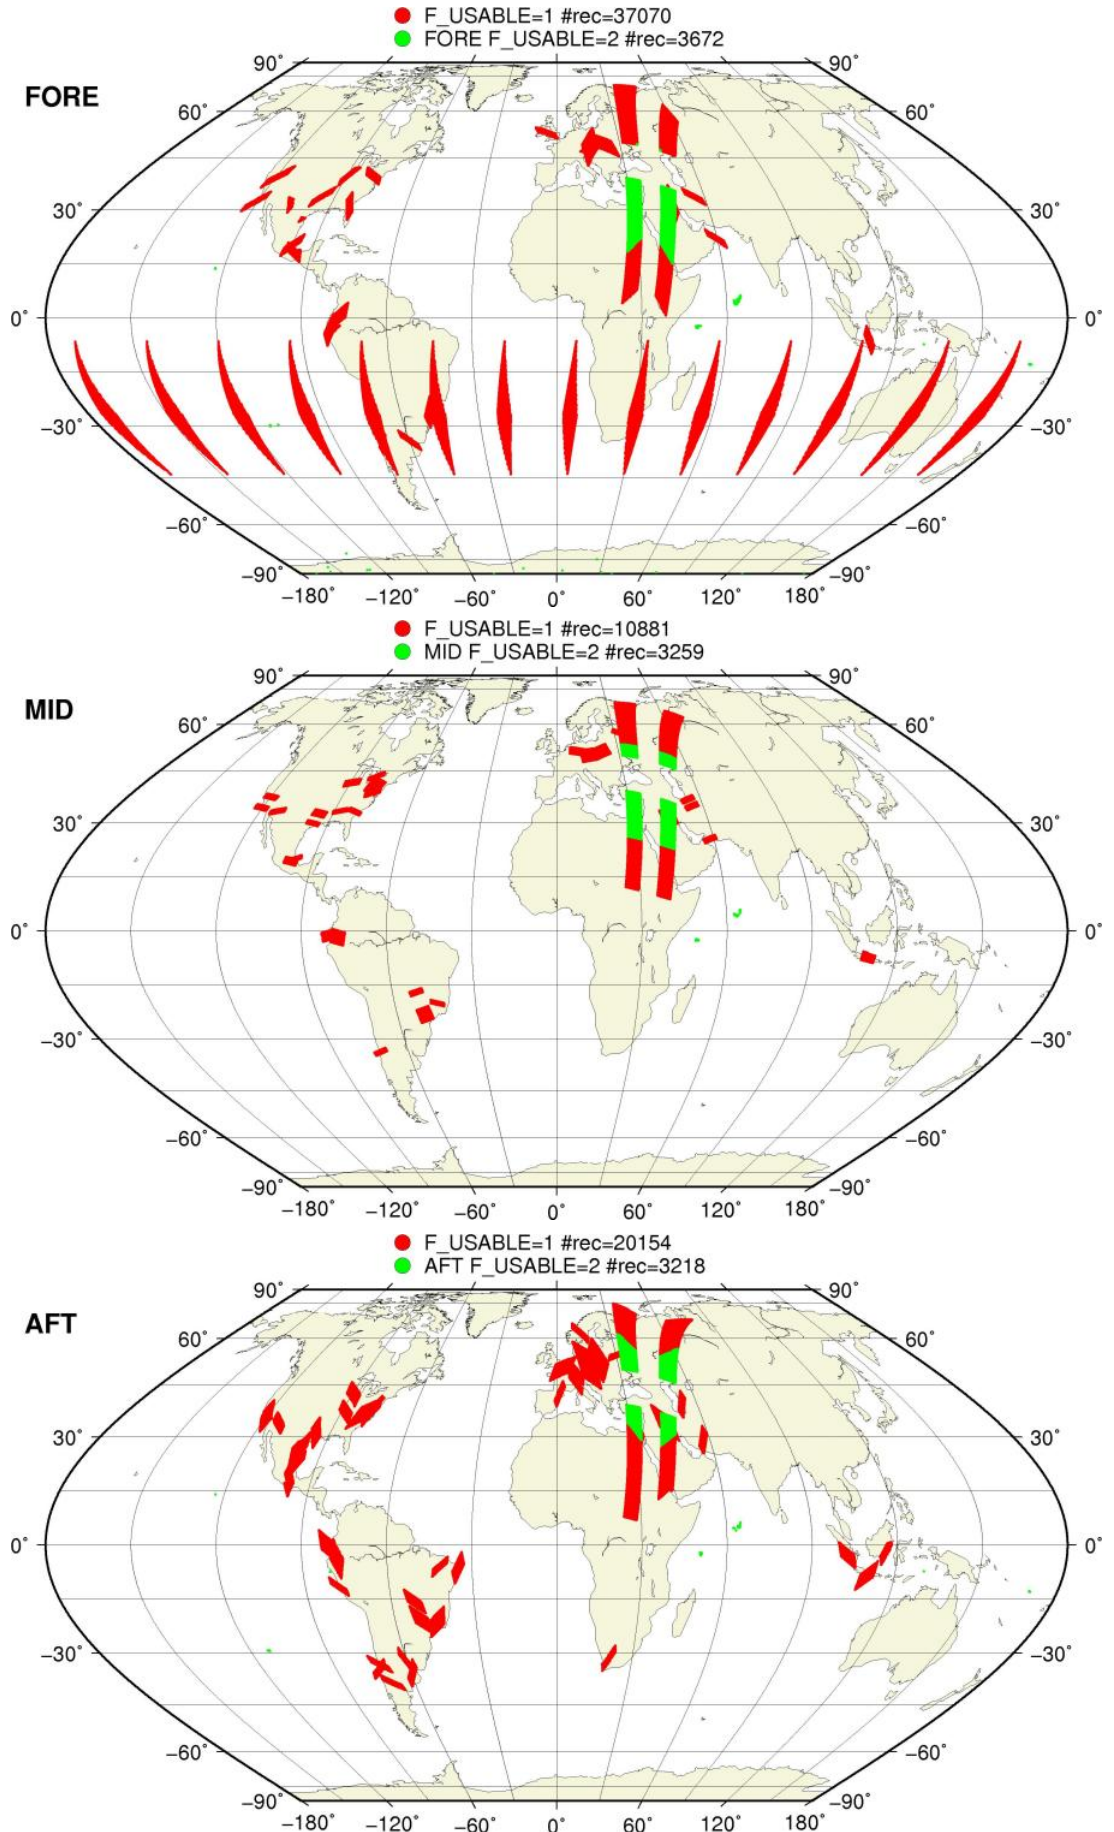 F_USABLE=1 #rec=37070
FORE F_USABLE=2 #rec=3672
FORE
90° 90°
60° 60°
30° 30°
0° 0°
−30° −30°
−60° −60°
−90° −90°
−180° −120° −60° 0° 60° 120° 180°
F_USABLE=1 #rec=10881
MID F_USABLE=2 #rec=3259
MID
90° 90°
60° 60°
30° 30°
0° 0°
−30° −30°
−60° −60°
−90° −90°
−180° −120° −60° 0° 60° 120° 180°
F_USABLE=1 #rec=20154
AFT F_USABLE=2 #rec=3218
AFT
90° 90°
60° 60°
30° 30°
0° 0°
−30° −30°
−60° −60°
−90° −90°
−180° −120° −60° 0° 60° 120° 180°